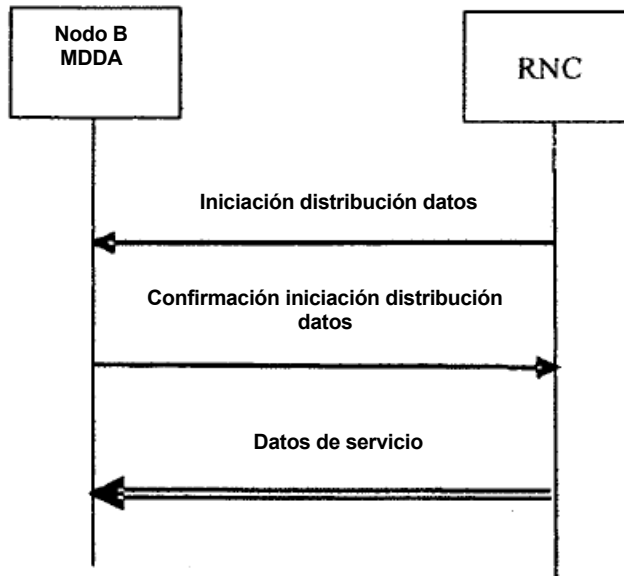 Nodo B
MDDA
RNC
Iniciación distribución datos
Confirmación iniciación distribución
datos
Datos de servicio